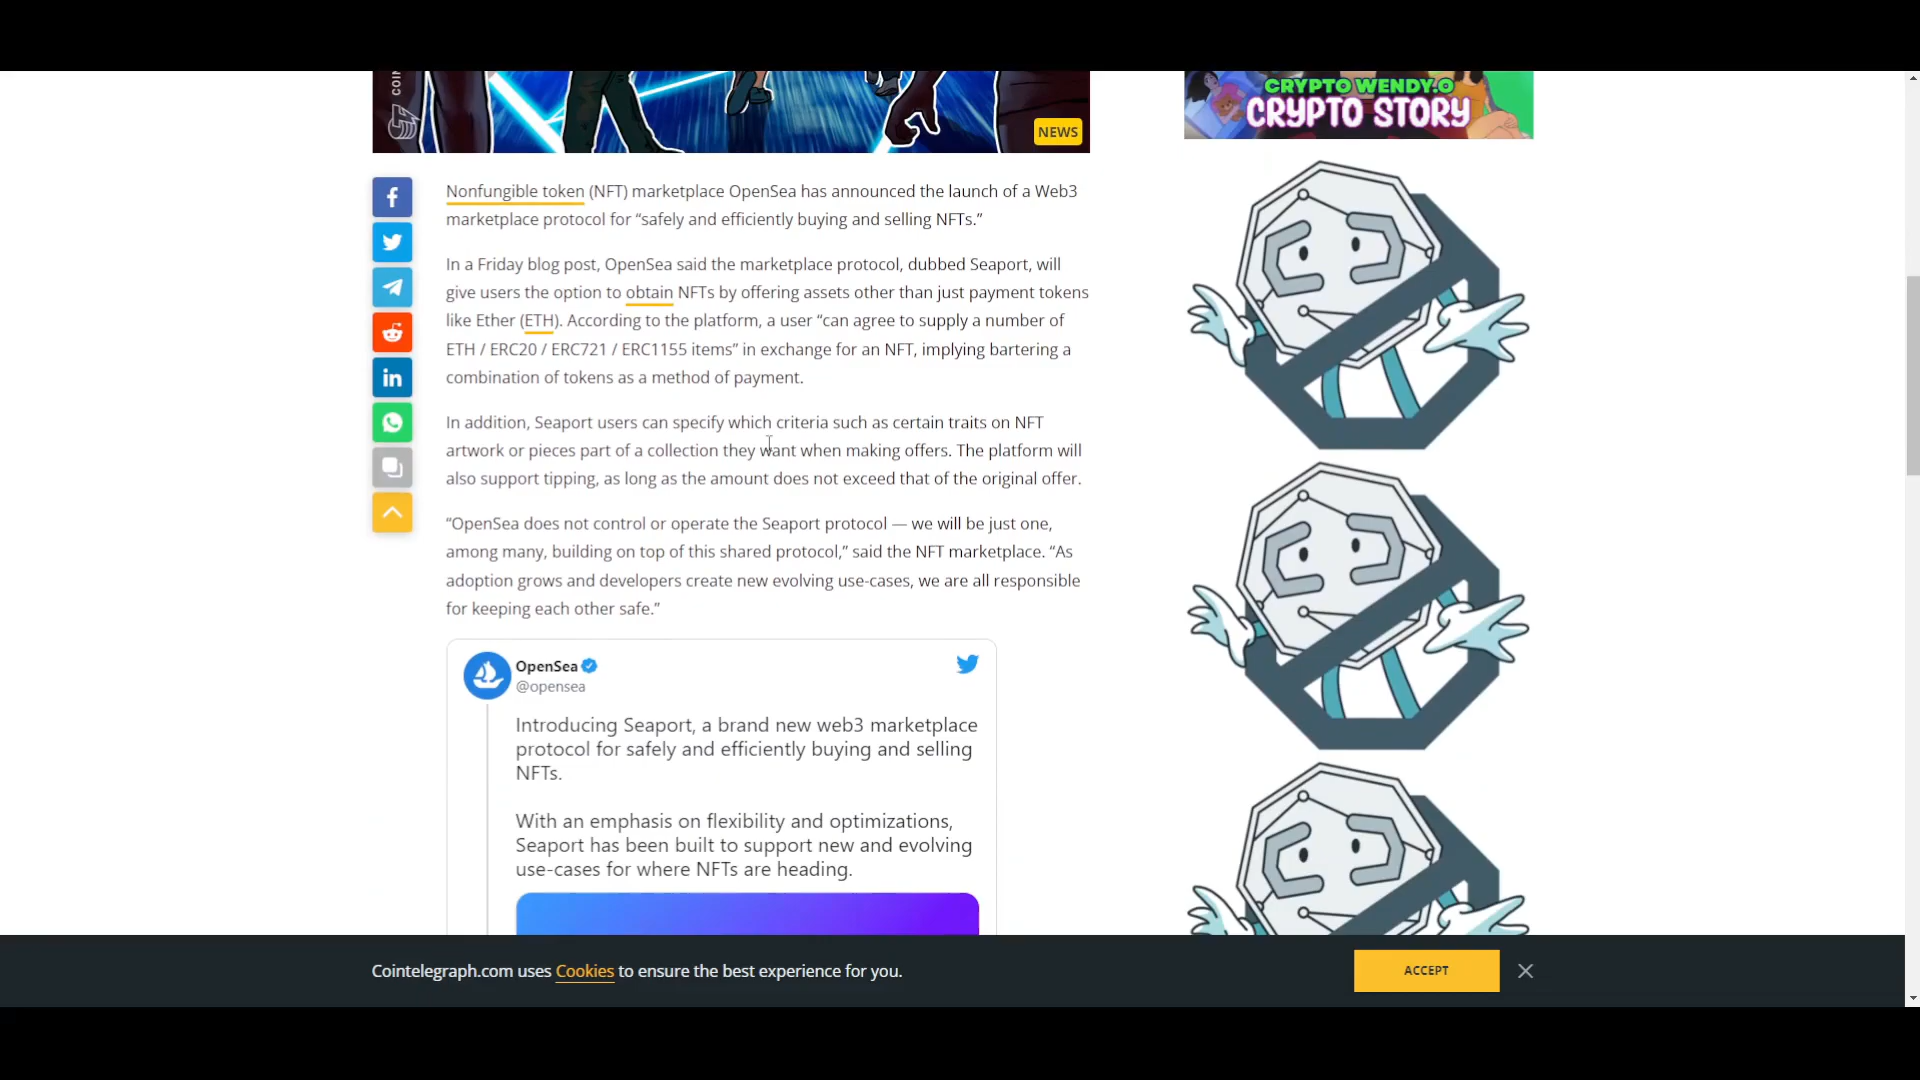 COIN
NEWS
CRYPTO WENDY.O
CRYPTO STORY
Nonfungible token (NFT) marketplace OpenSea has announced the launch of a Web3
marketplace protocol for “safely and efficiently buying and selling NFTs.”
In a Friday blog post, OpenSea said the marketplace protocol, dubbed Seaport, will
give users the option to obtain NFTs by offering assets other than just payment tokens
like Ether (ETH). According to the platform, a user “can agree to supply a number of
ETH / ERC20 / ERC721 / ERC1155 items” in exchange for an NFT, implying bartering a
combination of tokens as a method of payment.
In addition, Seaport users can specify which criteria such as certain traits on NFT
artwork or pieces part of a collection they want when making offers. The platform will
also support tipping, as long as the amount does not exceed that of the original offer.
“OpenSea does not control or operate the Seaport protocol — we will be just one,
among many, building on top of this shared protocol,” said the NFT marketplace. “As
adoption grows and developers create new evolving use-cases, we are all responsible
for keeping each other safe.”
OpenSea
@opensea
Introducing Seaport, a brand new web3 marketplace
protocol for safely and efficiently buying and selling
NFTs.
With an emphasis on flexibility and optimizations,
Seaport has been built to support new and evolving
use-cases for where NFTs are heading.
Cointelegraph.com uses Cookies to ensure the best experience for you.
ACCEPT